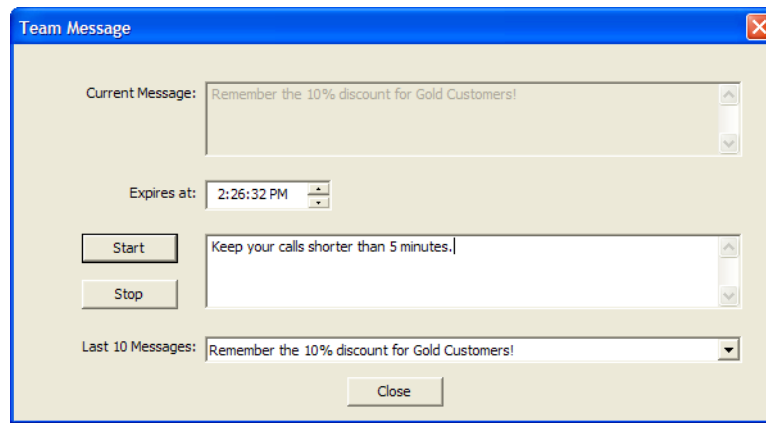 Team Message
Current Message: Remember the 10% discount for Gold Customers!
Expires at: 2:26:32 PM
Start Keep your calls shorter than 5 minutes.
Stop
Last 10 Messages: Remember the 10% discount for Gold Customers!
Close